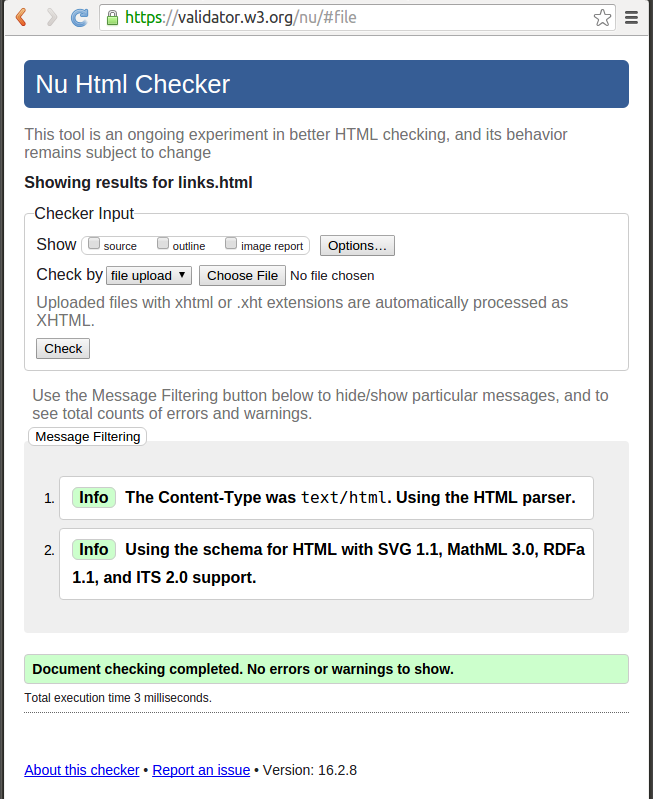 https://validator.w3.org/nu/#file
Nu Html Checker
This tool is an ongoing experiment in better HTML checking, and its behavior
remains subject to change
Showing results for links.html
Checker Input
Show source outline image report Options...
Check by file upload Choose File No file chosen
Uploaded files with xhtml or .xht extensions are automatically processed as
XHTML.
Check
Use the Message Filtering button below to hide/show particular messages, and to
see total counts of errors and warnings.
Message Filtering
1. Info The Content-Type was text/html. Using the HTML parser.
2. Info Using the schema for HTML with SVG 1.1, MathML 3.0, RDFa
1.1, and ITS 2.0 support.
Document checking completed. No errors or warnings to show.
Total execution time 3 milliseconds.
About this checker • Report an issue • Version: 16.2.8